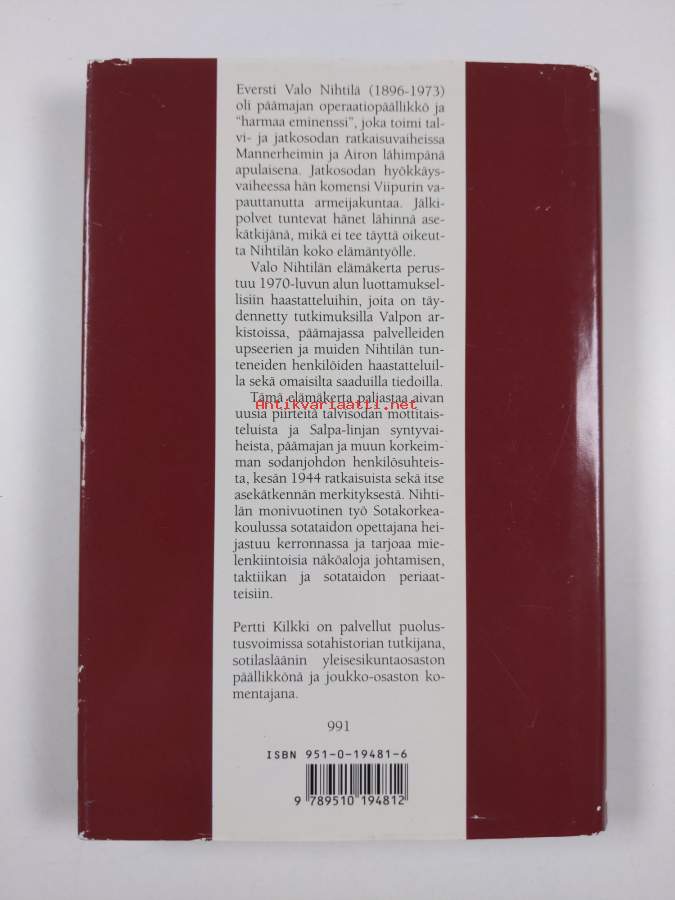 Eversti Valo Nihtilä (1896-1973)
oli päämajan operaatiopäällikkö ja
"harmaa eminenssi", joka toimi tal-
vi- ja jatkosodan ratkaisuvaiheissa
Mannerheimin ja Airon lähimpänä
apulaisena. Jatkosodan hyökkäys-
vaiheessa hän komensi Viipurin va-
pauttanutta armeijakuntaa. Jälki-
polvet tuntevat hänet lähinnä ase-
kätkijänä, mikä ei tee täyttä oikeut-
ta Nihtilän koko elämäntyölle.
Valo Nihtilän elämäkerta perus-
tuu 1970-luvun alun luottamuksel-
lisiin haastatteluihin, joita on täy-
dennetty tutkimuksilla Valpon ar-
kistoissa, päämajassa palvelleiden
upseerien ja muiden Nihtilän tun-
teneiden henkilöiden haastatteluil-
la sekä omaisilta saaduilla tiedoilla.
Tämä elämäkerta paljastaa aivan
Antikvariaatti.net
uusia piirteitä talvisodan mottitais-
teluista ja Salpa-linjan syntyvai-
heista, päämajan ja muun korkeim-
man sodanjohdon henkilösuhteis-
ta, kesän 1944 ratkaisuista sekä itse
asekätkennän merkityksestä. Nihti-
län monivuotinen työ Sotakorkea-
koulussa sotataidon opettajana hei-
jastuu kerronnassa ja tarjoaa mie-
lenkiintoisia näköaloja johtamisen,
taktiikan ja sotataidon periaat-
teisiin.
Pertti Kilkki on palvellut puolus-
tusvoimissa sotahistorian tutkijana,
sotilasläänin yleisesikuntaosaston
päällikkönä ja joukko-osaston ko-
mentajana.
991
ISBN 951-0-19481-6
9 789510 194812